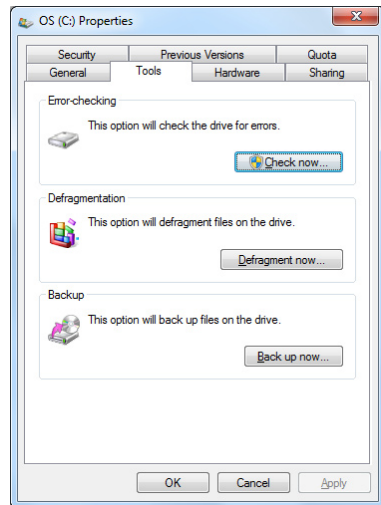 OS (C:) Properties
Security Previous Versions Quota
General Tools Hardware Sharing
Error-checking
This option will check the drive for errors.
Check now...
Defragmentation
This option will defragment files on the drive.
Defragment now...
Backup
This option will back up files on the drive.
Back up now...
OK Cancel Apply